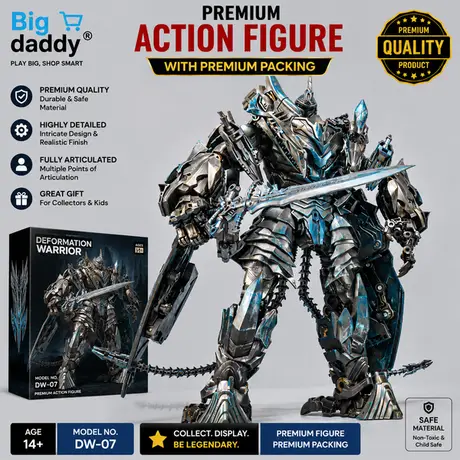 Big
daddy®
PLAY BIG, SHOP SMART
PREMIUM
ACTION FIGURE
WITH PREMIUM PACKING
PREMIUM
QUALITY
PRODUCT
PREMIUM QUALITY
Durable & Safe
Material
HIGHLY DETAILED
Intricate Design &
Realistic Finish
FULLY ARTICULATED
Multiple Points of
Articulation
GREAT GIFT
For Collectors & Kids
DEFORMATION
WARRIOR
AGES
MODEL NO.
DW-07
PREMIUM ACTION FIGURE
AGE
14+
MODEL NO.
DW-07
COLLECT. DISPLAY.
BE LEGENDARY.
PREMIUM FIGURE
PREMIUM PACKING
SAFE
MATERIAL
Non-Toxic &
Child Safe